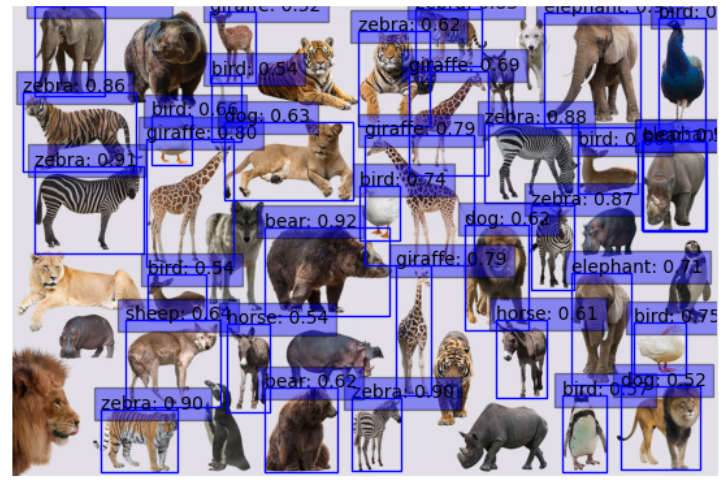 giraffe: 0.52
zebra: 0.62
bird: 0.54
giraffe: 0.69
zebra: 0.86
bird: 0.66
dog: 0.63
giraffe: 0.80
giraffe: 0.79
zebra: 0.88
zebra: 0.91
bird: 0.74
zebra: 0.87
bear: 0.92
dog: 0.62
giraffe: 0.79
bird: 0.54
elephant: 0.71
sheep: 0.64
horse: 0.54
horse: 0.61
bird: 0.75
bear: 0.62
zebra: 0.90
zebra: 0.90
bird: 0.57
dog: 0.52